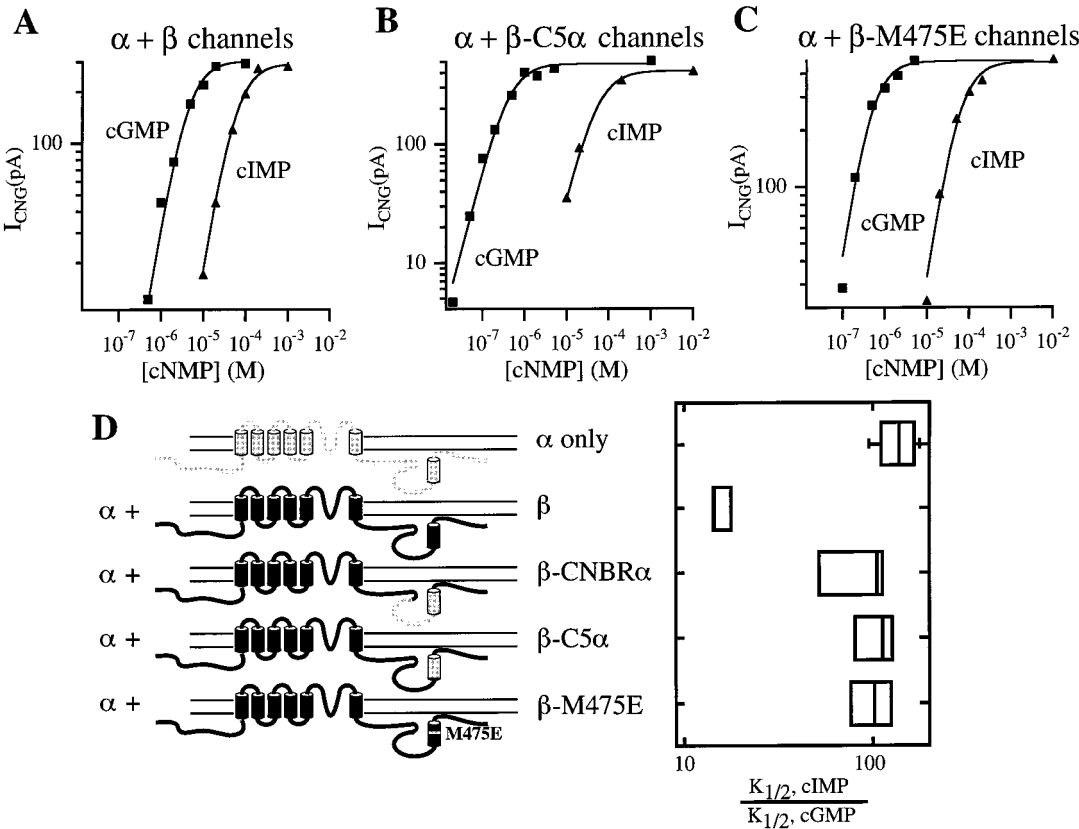 A
α + β channels
100
I_CNG(pA)
cGMP
cIMP
10⁻⁷ 10⁻⁶ 10⁻⁵ 10⁻⁴ 10⁻³ 10⁻²
[cNMP] (M)
B
α + β-C5α channels
100
10
I_CNG(pA)
cIMP
cGMP
10⁻⁷ 10⁻⁶ 10⁻⁵ 10⁻⁴ 10⁻³ 10⁻²
[cNMP] (M)
C
α + β-M475E channels
100
I_CNG(pA)
cIMP
cGMP
10⁻⁷ 10⁻⁶ 10⁻⁵ 10⁻⁴ 10⁻³ 10⁻²
[cNMP] (M)
D
α only
α + β
α + β-CNBRα
α + β-C5α
α + β-M475E
M475E
10 100
K_1/2, cIMP
K_1/2, cGMP